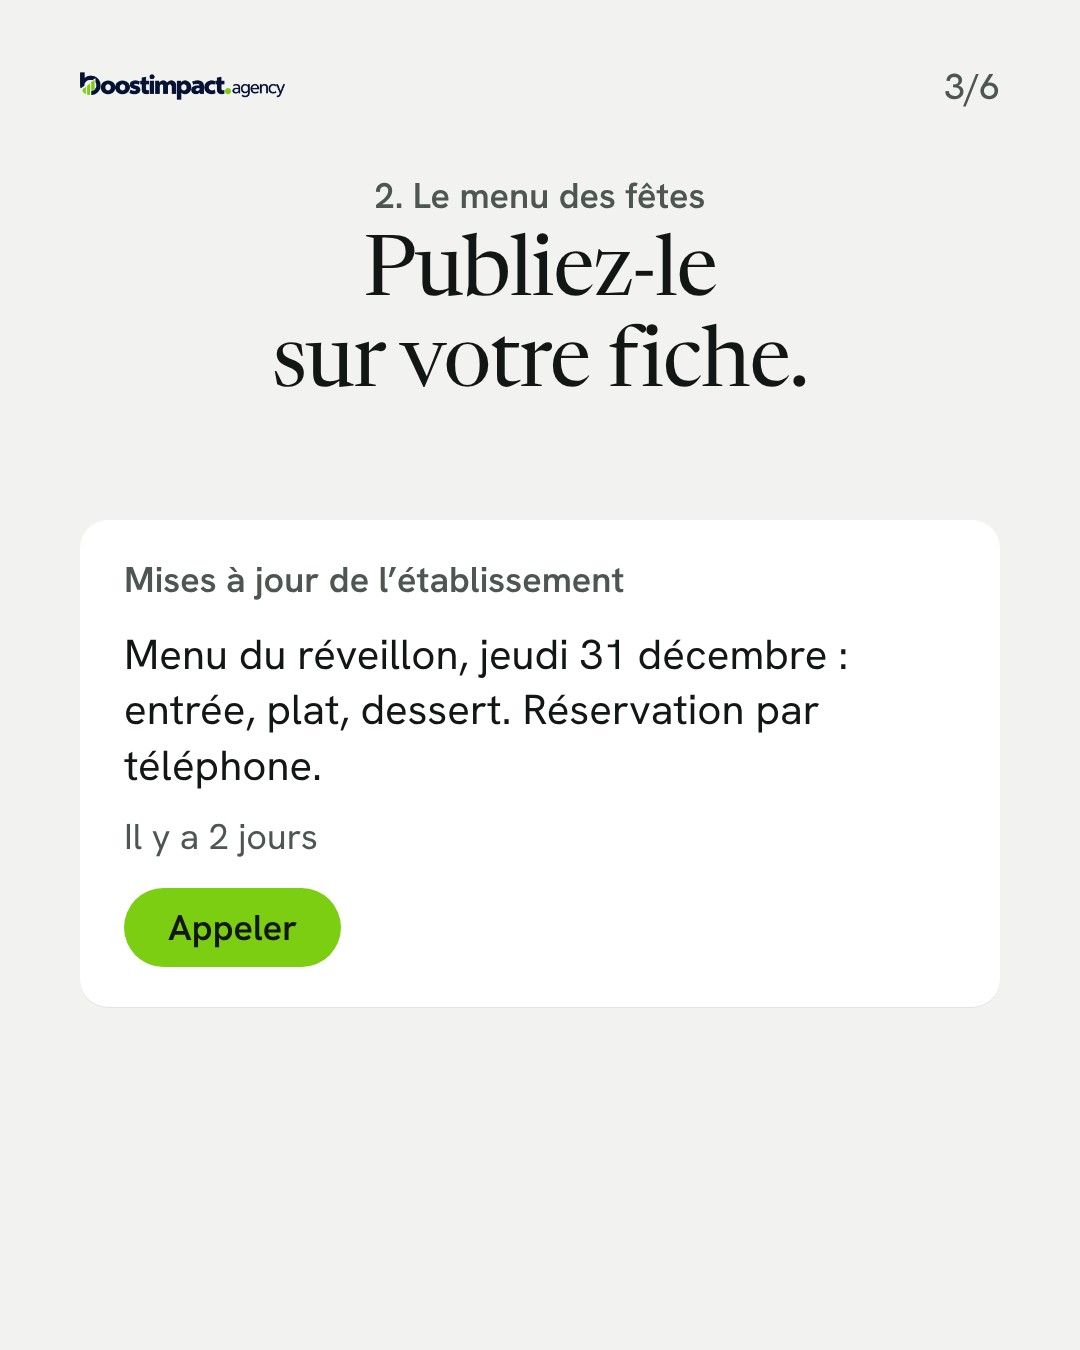 boostimpact.agency
3/6
2. Le menu des fêtes
Publiez-le
sur votre fiche.
Mises à jour de l’établissement
Menu du réveillon, jeudi 31 décembre :
entrée, plat, dessert. Réservation par
téléphone.
Il y a 2 jours
Appeler